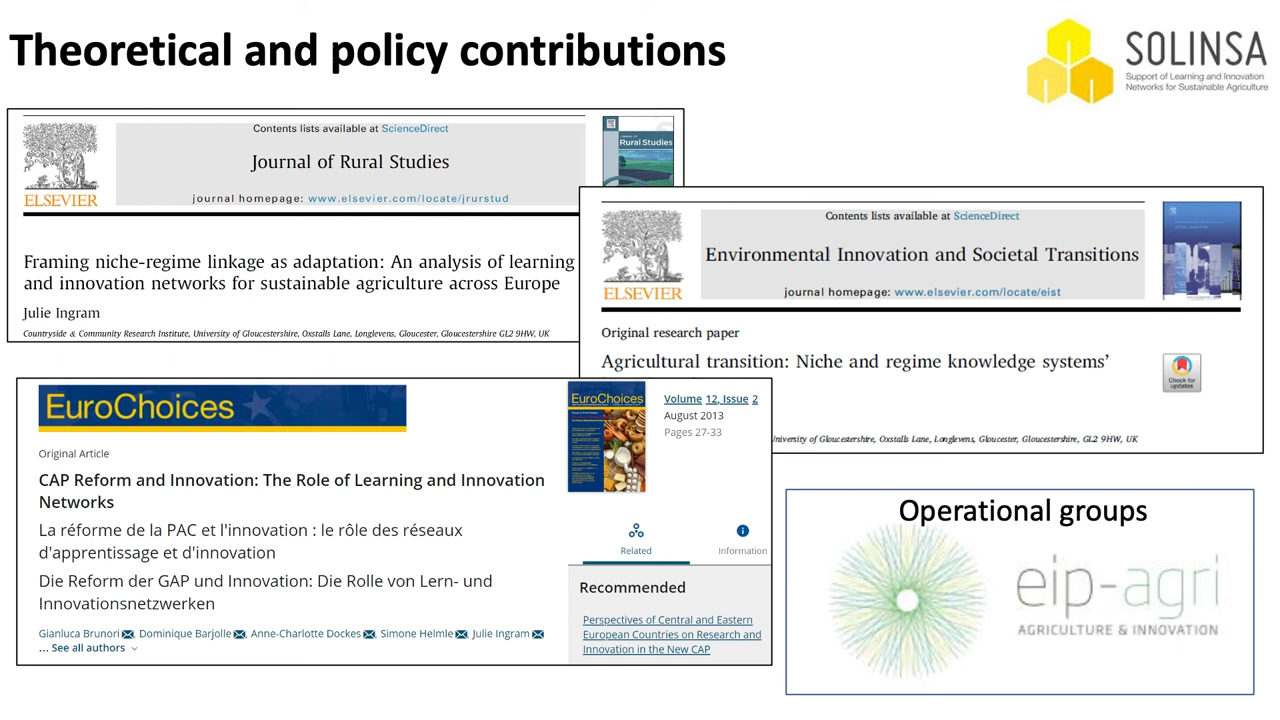 Theoretical and policy contributions
SOLINSA
Support of Learning and Innovation
Networks for Sustainable Agriculture
Contents lists available at ScienceDirect
Journal of Rural Studies
journal homepage: www.elsevier.com/locate/jrurstud
ELSEVIER
Rural Studies
Framing niche-regime linkage as adaptation: An analysis of learning
and innovation networks for sustainable agriculture across Europe
Julie Ingram
Countryside & Community Research Institute, University of Gloucestershire, Oxstalls Lane, Longlevens, Gloucester, Gloucestershire GL2 9HW, UK
Contents lists available at ScienceDirect
Environmental Innovation and Societal Transitions
journal homepage: www.elsevier.com/locate/eist
ELSEVIER
Original research paper
Agricultural transition: Niche and regime knowledge systems'
Check for
updates
University of Gloucestershire, Oxstalls Lane, Longlevens, Gloucester, Gloucestershire, GL2 9HW, UK
EuroChoices
Original Article
CAP Reform and Innovation: The Role of Learning and Innovation
Networks
La réforme de la PAC et l'innovation : le rôle des réseaux
d'apprentissage et d'innovation
Die Reform der GAP und Innovation: Die Rolle von Lern- und
Innovationsnetzwerken
Gianluca Brunori, Dominique Barjolle, Anne-Charlotte Dockes, Simone Helmle, Julie Ingram
... See all authors
EuroChoices
Volume 12, Issue 2
August 2013
Pages 27-33
Related
Information
Recommended
Perspectives of Central and Eastern
European Countries on Research and
Innovation in the New CAP
Operational groups
eip-agri
AGRICULTURE & INNOVATION